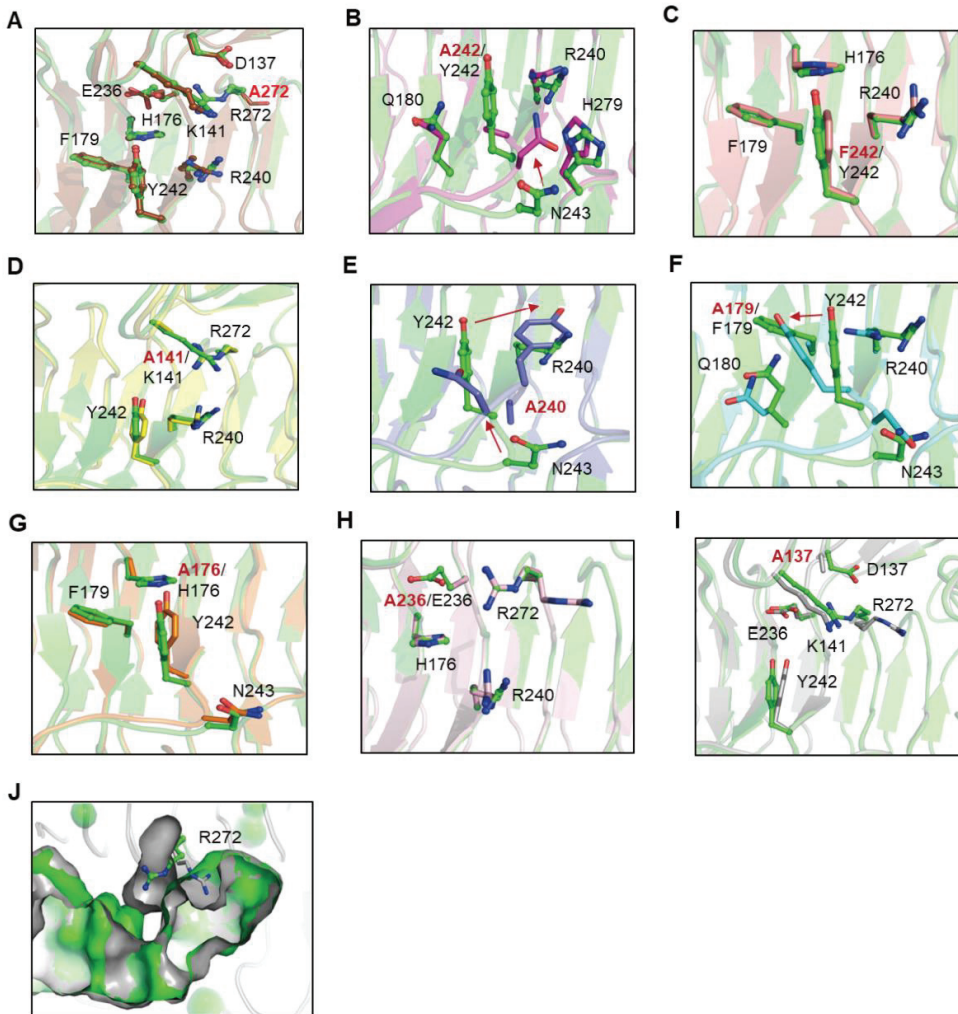 A
D137
E236
A272
H176
R272
K141
F179
Y242
R240
B
A242/
Y242
R240
Q180
H279
N243
C
H176
R240
F179
F242/
Y242
D
R272
A141/
K141
Y242
R240
E
Y242
R240
A240
N243
F
A179/
F179
Y242
Q180
R240
N243
G
A176/
H176
F179
Y242
N243
H
A236/E236
R272
H176
R240
I
A137
D137
R272
E236
K141
Y242
J
R272